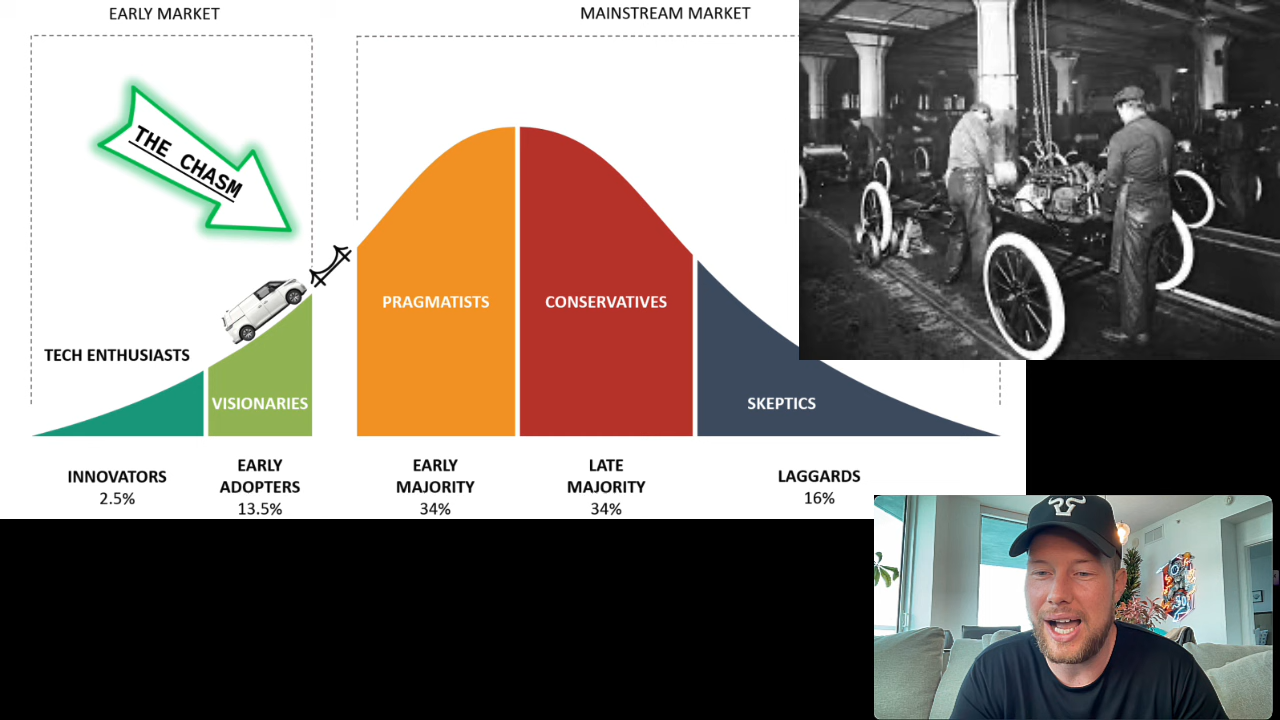 EARLY MARKET
MAINSTREAM MARKET
THE CHASM
TECH ENTHUSIASTS
VISIONARIES
PRAGMATISTS
CONSERVATIVES
SKEPTICS
INNOVATORS
2.5%
EARLY
ADOPTERS
13.5%
EARLY
MAJORITY
34%
LATE
MAJORITY
34%
LAGGARDS
16%